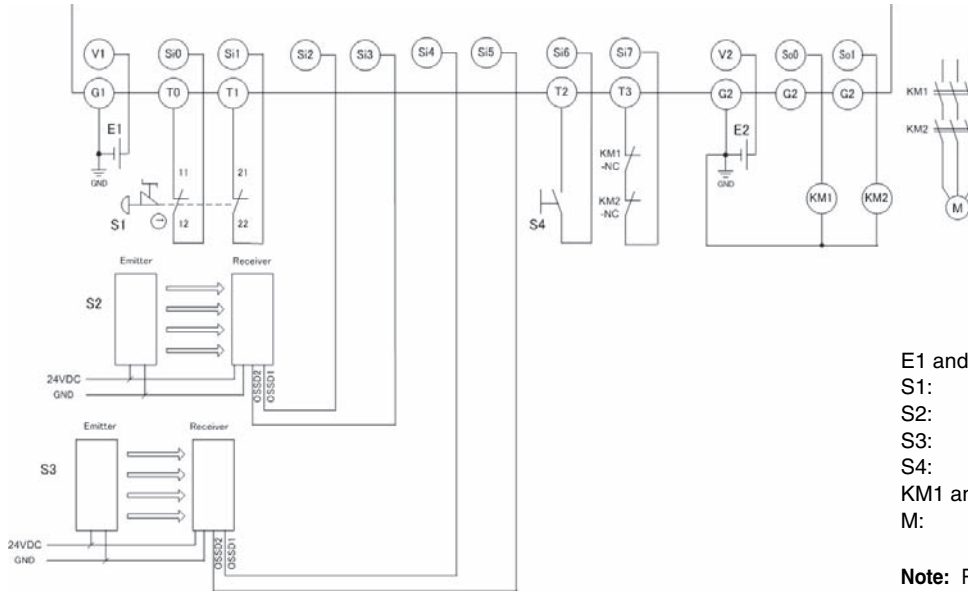 V1 Si0 Si1 Si2 Si3 Si4 Si5 Si6 Si7 V2 So0 So1
G1 T0 T1 T2 T3 G2 G2 G2
KM1
KM2
M
E1
GND
11 21
12 22
S1
S4
KM1
-NC
KM2
-NC
E2
GND
KM1 KM2
Emitter Receiver
S2
24VDC
GND
OSSD2
OSSD1
Emitter Receiver
S3
24VDC
GND
OSSD2
OSSD1
E1 and
S1:
S2:
S3:
S4:
KM1 an
M:
Note: